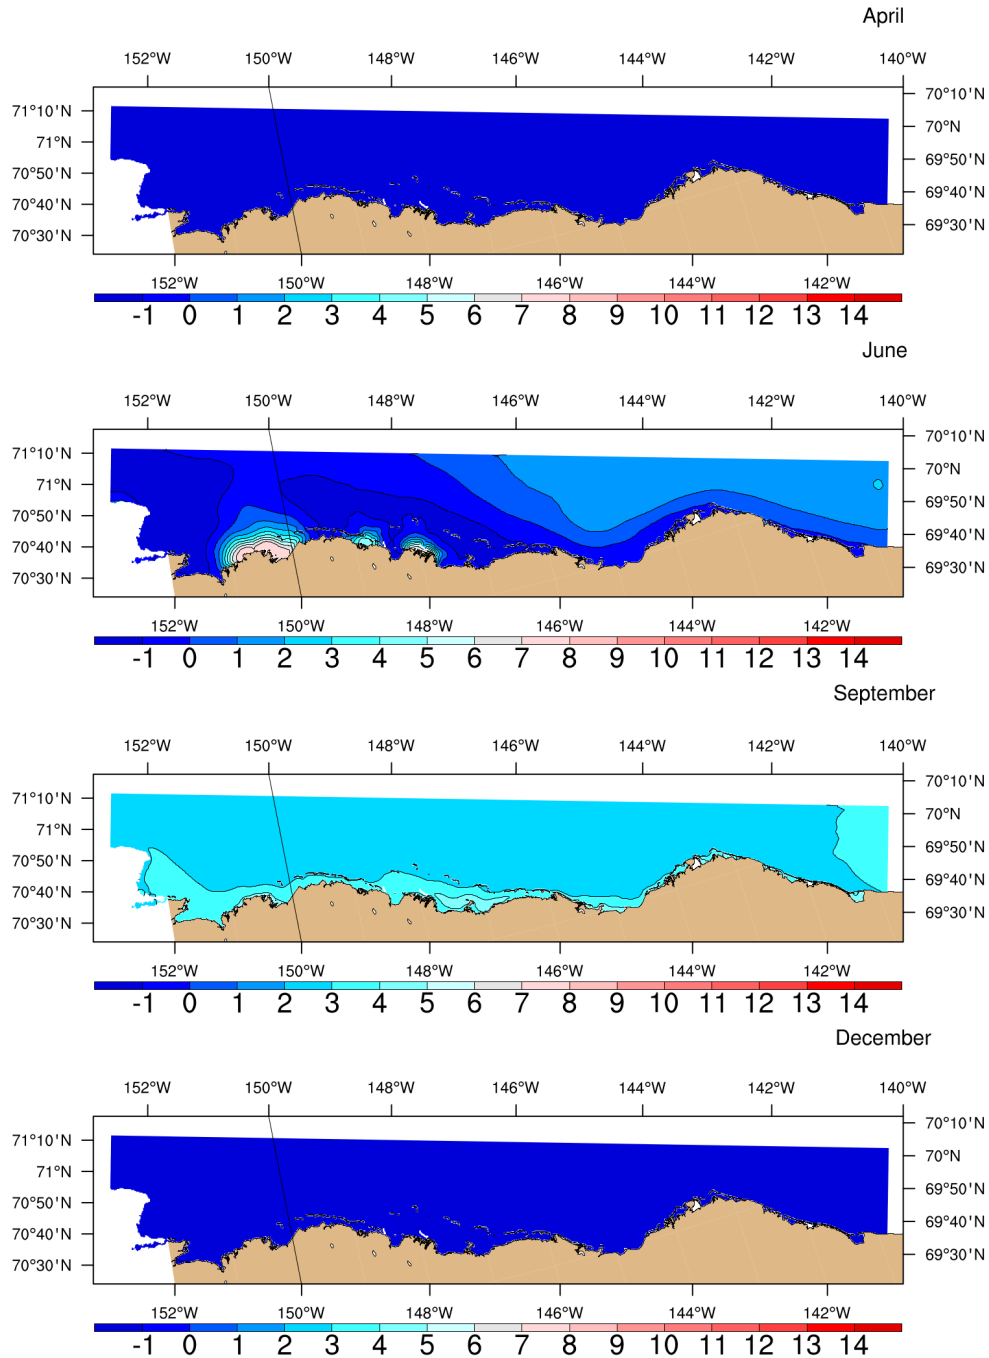 April
152°W 150°W 148°W 146°W 144°W 142°W 140°W
71°10'N 70°10'N
71°N 70°N
70°50'N 69°50'N
70°40'N 69°40'N
70°30'N 69°30'N
152°W 150°W 148°W 146°W 144°W 142°W
-1 0 1 2 3 4 5 6 7 8 9 10 11 12 13 14
June
152°W 150°W 148°W 146°W 144°W 142°W 140°W
71°10'N 70°10'N
71°N 70°N
70°50'N 69°50'N
70°40'N 69°40'N
70°30'N 69°30'N
152°W 150°W 148°W 146°W 144°W 142°W
-1 0 1 2 3 4 5 6 7 8 9 10 11 12 13 14
September
152°W 150°W 148°W 146°W 144°W 142°W 140°W
71°10'N 70°10'N
71°N 70°N
70°50'N 69°50'N
70°40'N 69°40'N
70°30'N 69°30'N
152°W 150°W 148°W 146°W 144°W 142°W
-1 0 1 2 3 4 5 6 7 8 9 10 11 12 13 14
December
152°W 150°W 148°W 146°W 144°W 142°W 140°W
71°10'N 70°10'N
71°N 70°N
70°50'N 69°50'N
70°40'N 69°40'N
70°30'N 69°30'N
152°W 150°W 148°W 146°W 144°W 142°W
-1 0 1 2 3 4 5 6 7 8 9 10 11 12 13 14